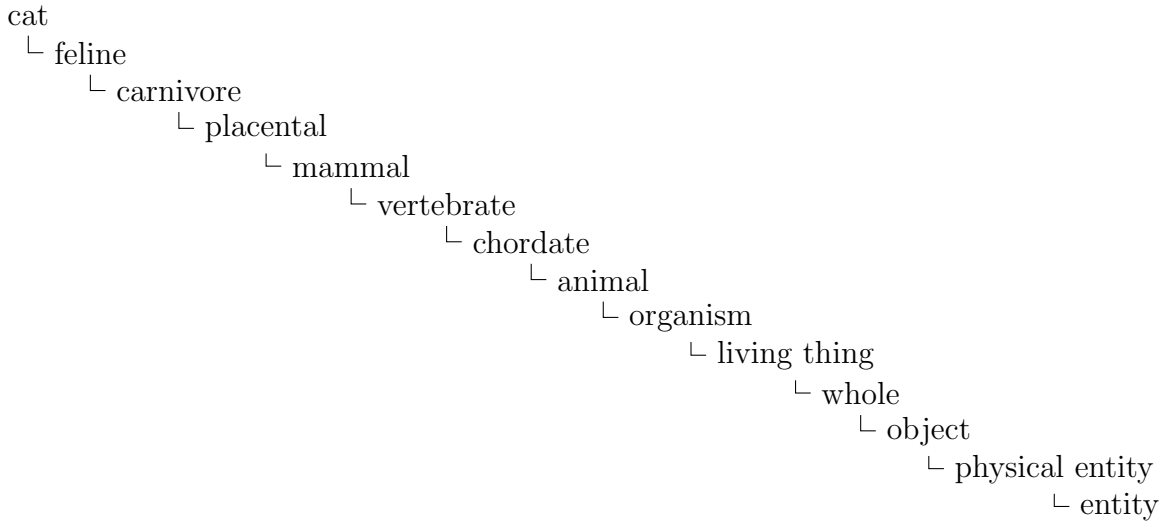 cat
feline
carnivore
placental
mammal
vertebrate
chordate
animal
organism
living thing
whole
object
physical entity
entity